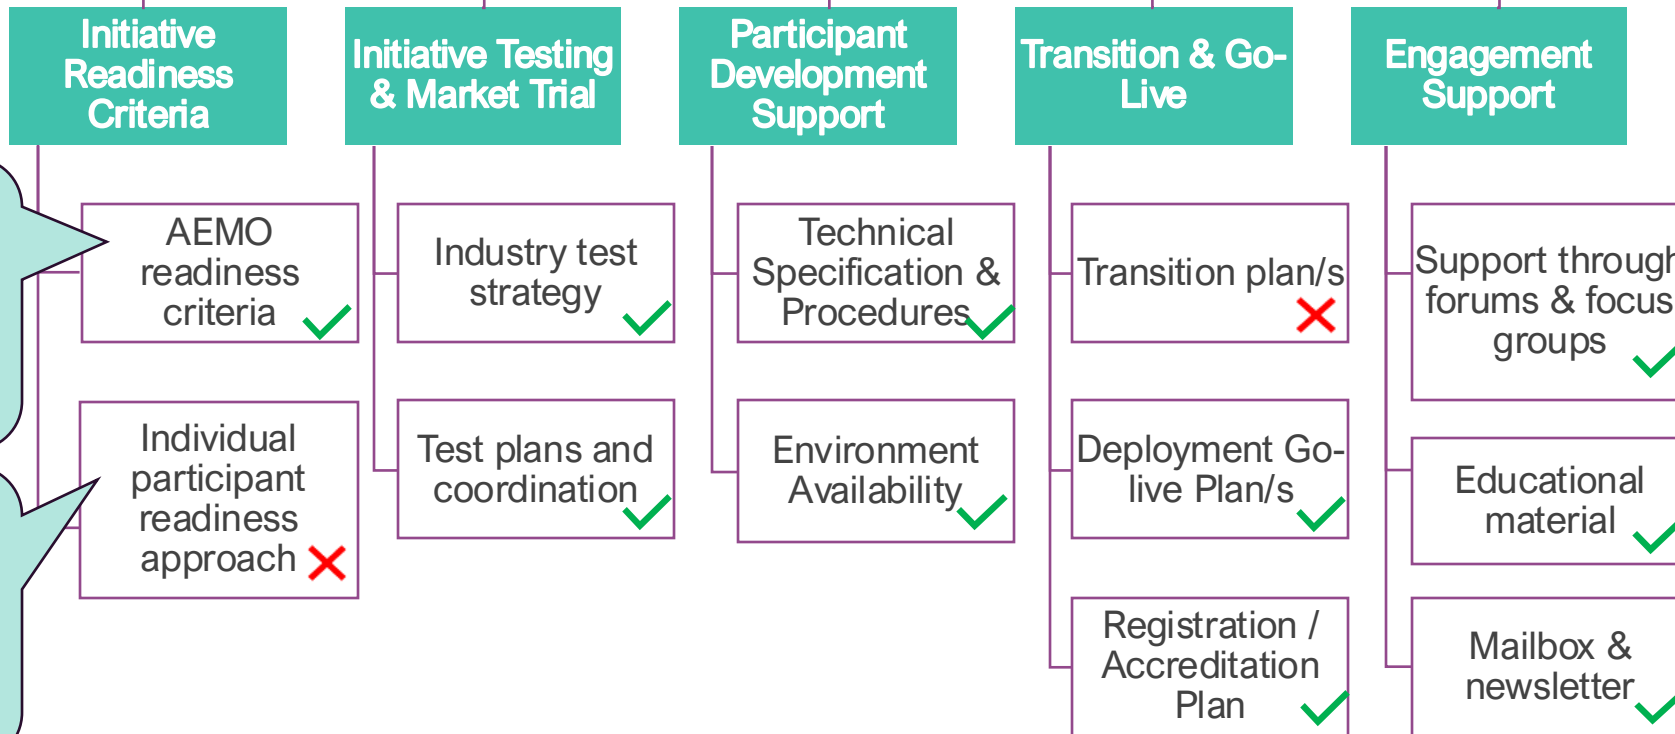 Initiative
Readiness
Criteria
Initiative Testing
& Market Trial
Participant
Development
Support
Transition & Go-
Live
Engagement
Support
AEMO
readiness
criteria
Individual
participant
readiness
approach
Industry test
strategy
Test plans and
coordination
Technical
Specification &
Procedures
Environment
Availability
Transition plan/s
Deployment Go-
live Plan/s
Registration /
Accreditation
Plan
Support through
forums & focus
groups
Educational
material
Mailbox &
newsletter